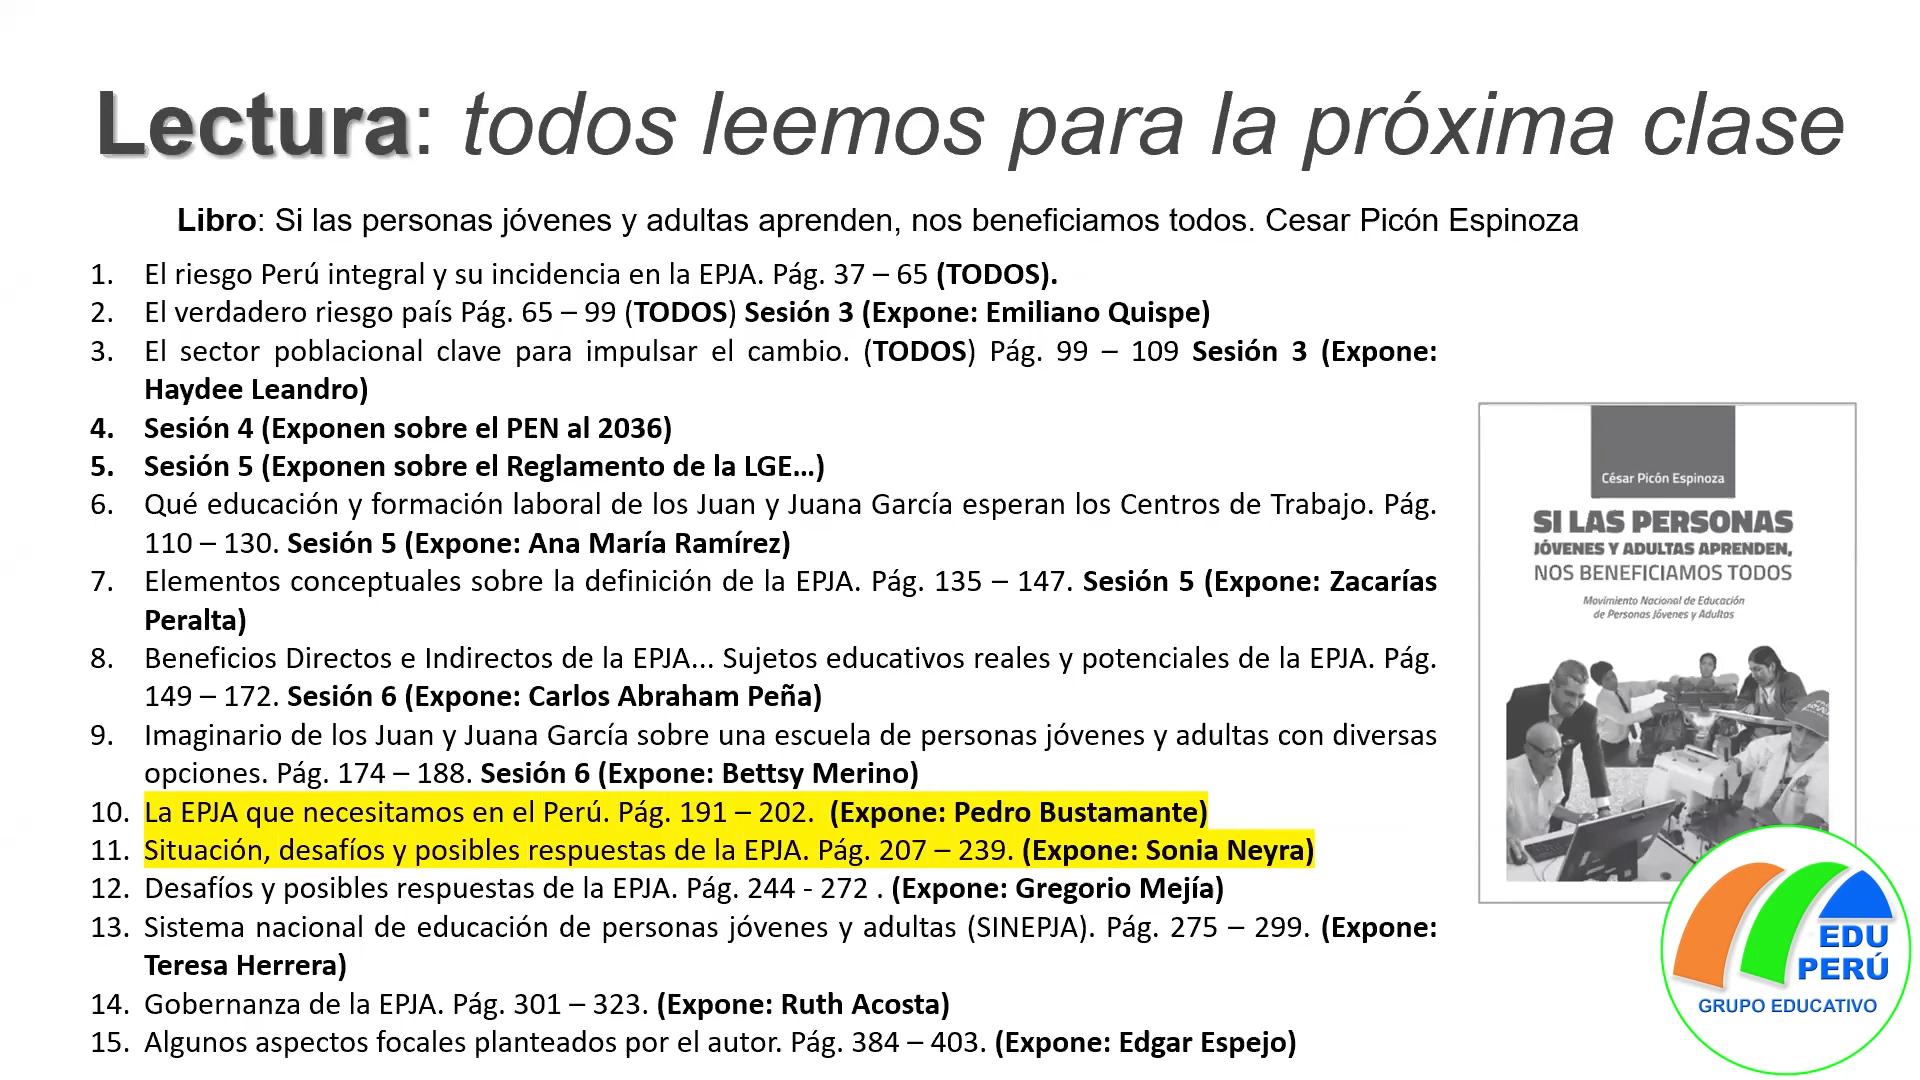 Lectura: todos leemos para la próxima clase
Libro: Si las personas jóvenes y adultas aprenden, nos beneficiamos todos. Cesar Picón Espinoza
1. El riesgo Perú integral y su incidencia en la EPJA. Pág. 37 – 65 (TODOS).
2. El verdadero riesgo país Pág. 65 – 99 (TODOS) Sesión 3 (Expone: Emiliano Quispe)
3. El sector poblacional clave para impulsar el cambio. (TODOS) Pág. 99 – 109 Sesión 3 (Expone:
Haydee Leandro)
4. Sesión 4 (Exponen sobre el PEN al 2036)
5. Sesión 5 (Exponen sobre el Reglamento de la LGE…)
6. Qué educación y formación laboral de los Juan y Juana García esperan los Centros de Trabajo. Pág.
110 – 130. Sesión 5 (Expone: Ana María Ramírez)
7. Elementos conceptuales sobre la definición de la EPJA. Pág. 135 – 147. Sesión 5 (Expone: Zacarías
Peralta)
8. Beneficios Directos e Indirectos de la EPJA... Sujetos educativos reales y potenciales de la EPJA. Pág.
149 – 172. Sesión 6 (Expone: Carlos Abraham Peña)
9. Imaginario de los Juan y Juana García sobre una escuela de personas jóvenes y adultas con diversas
opciones. Pág. 174 – 188. Sesión 6 (Expone: Bettsy Merino)
10. La EPJA que necesitamos en el Perú. Pág. 191 – 202. (Expone: Pedro Bustamante)
11. Situación, desafíos y posibles respuestas de la EPJA. Pág. 207 – 239. (Expone: Sonia Neyra)
12. Desafíos y posibles respuestas de la EPJA. Pág. 244 - 272 . (Expone: Gregorio Mejía)
13. Sistema nacional de educación de personas jóvenes y adultas (SINEPJA). Pág. 275 – 299. (Expone:
Teresa Herrera)
14. Gobernanza de la EPJA. Pág. 301 – 323. (Expone: Ruth Acosta)
15. Algunos aspectos focales planteados por el autor. Pág. 384 – 403. (Expone: Edgar Espejo)
César Picón Espinoza
SI LAS PERSONAS
JÓVENES Y ADULTAS APRENDEN,
NOS BENEFICIAMOS TODOS
Movimiento Nacional de Educación
de Personas Jóvenes y Adultas
EDU
PERÚ
GRUPO EDUCATIVO